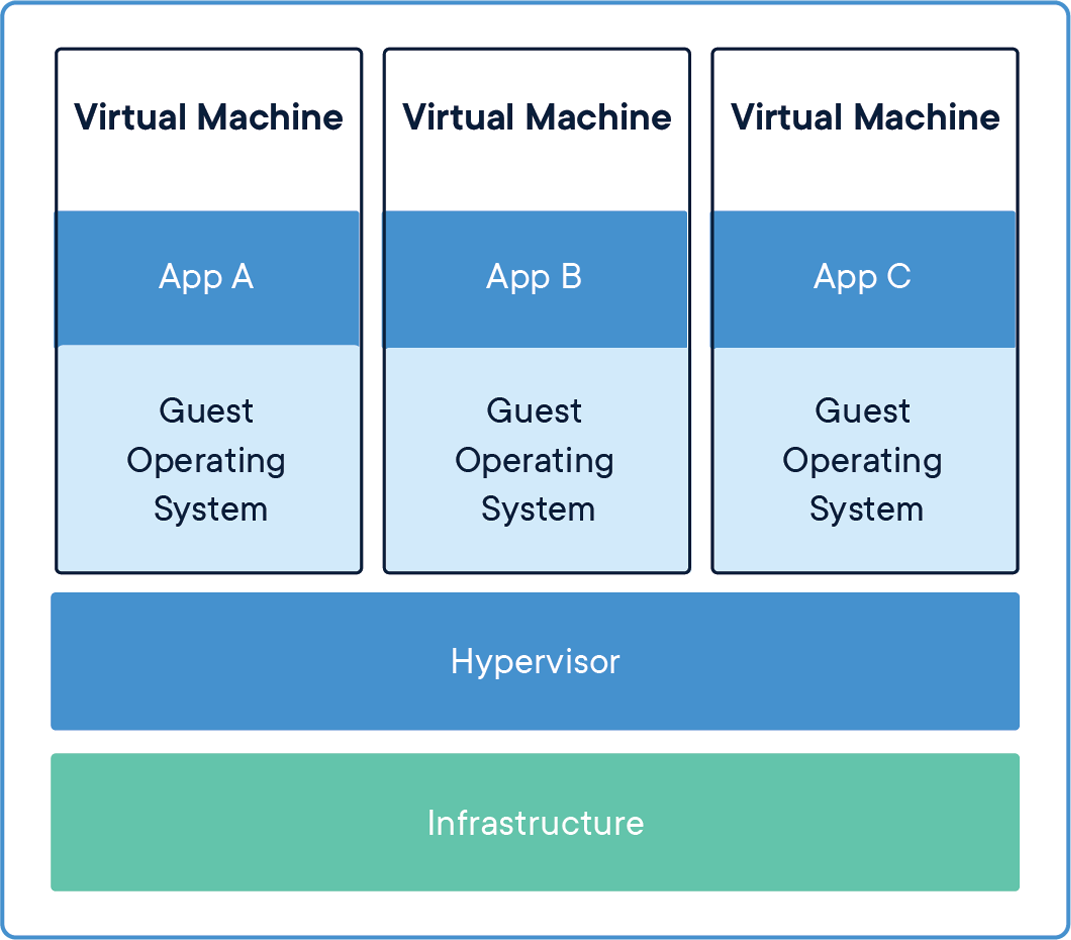 Virtual Machine
Virtual Machine
Virtual Machine
App A
App B
App C
Guest
Operating
System
Guest
Operating
System
Guest
Operating
System
Hypervisor
Infrastructure